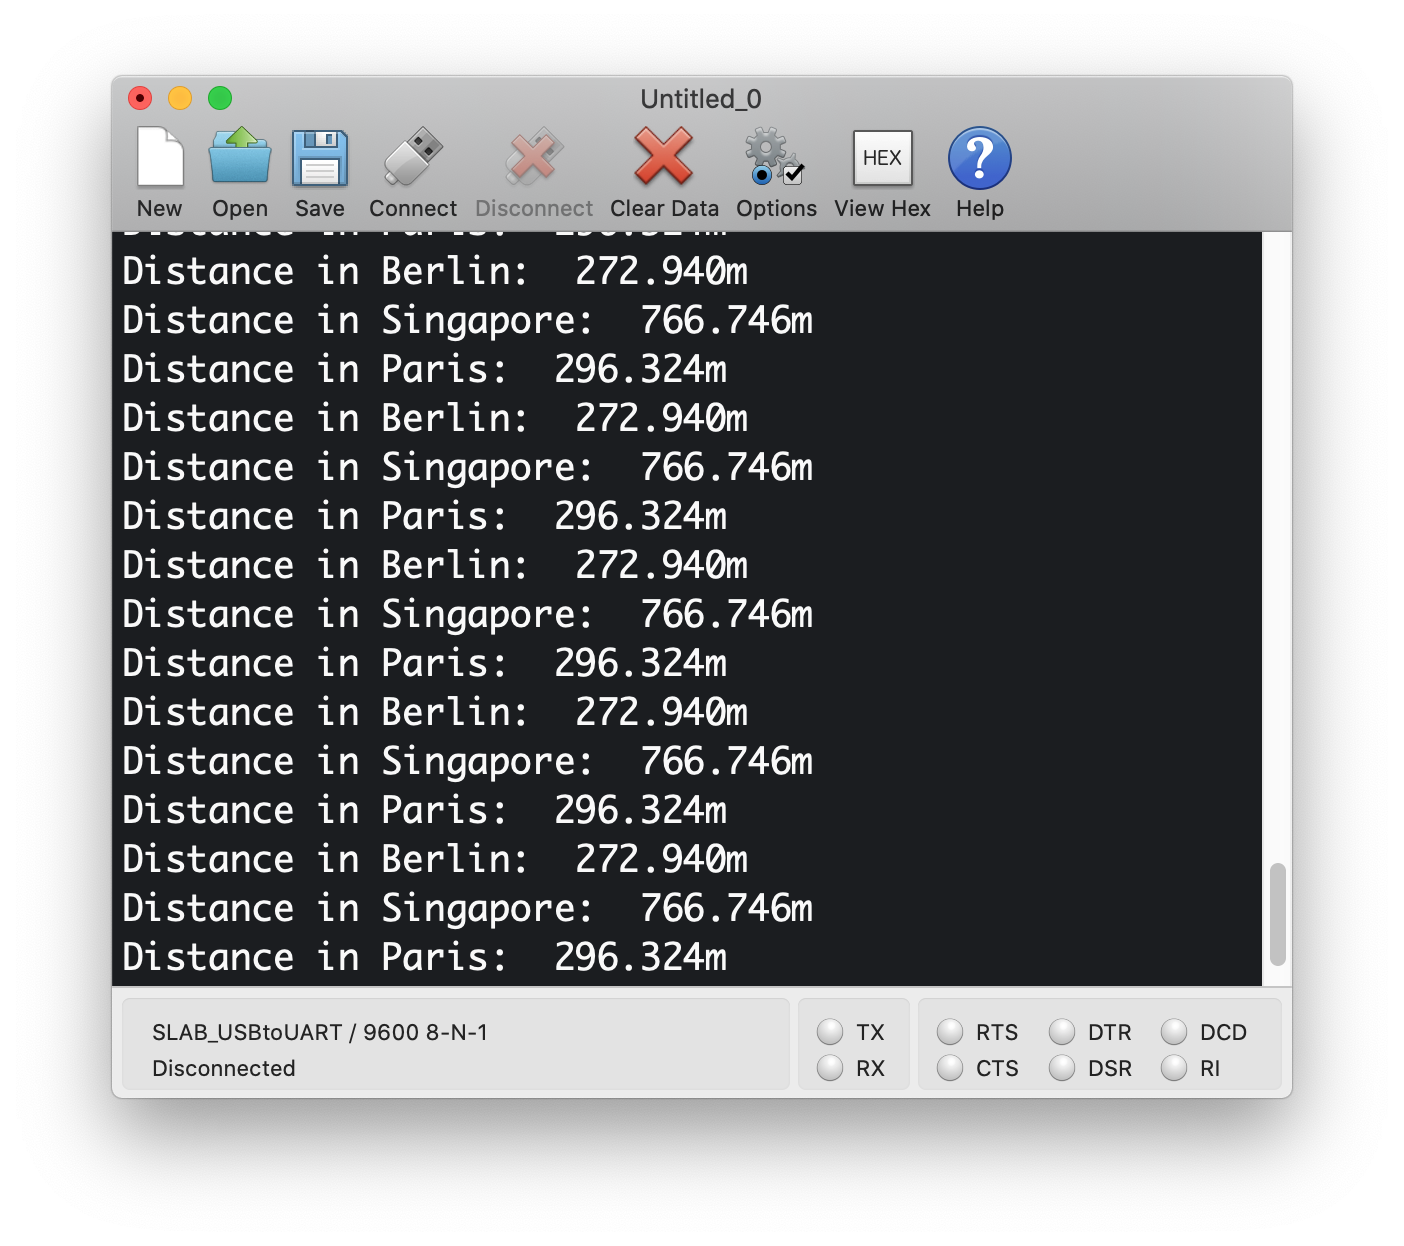 Untitled_0
New Open Save Connect Disconnect Clear Data Options HEX View Hex ? Help
Distance in Paris:  296.324m
Distance in Berlin:  272.940m
Distance in Singapore:  766.746m
Distance in Paris:  296.324m
Distance in Berlin:  272.940m
Distance in Singapore:  766.746m
Distance in Paris:  296.324m
Distance in Berlin:  272.940m
Distance in Singapore:  766.746m
Distance in Paris:  296.324m
Distance in Berlin:  272.940m
Distance in Singapore:  766.746m
Distance in Paris:  296.324m
Distance in Berlin:  272.940m
Distance in Singapore:  766.746m
Distance in Paris:  296.324m
SLAB_USBtoUART / 9600 8-N-1
Disconnected
TX RTS DTR DCD
RX CTS DSR RI